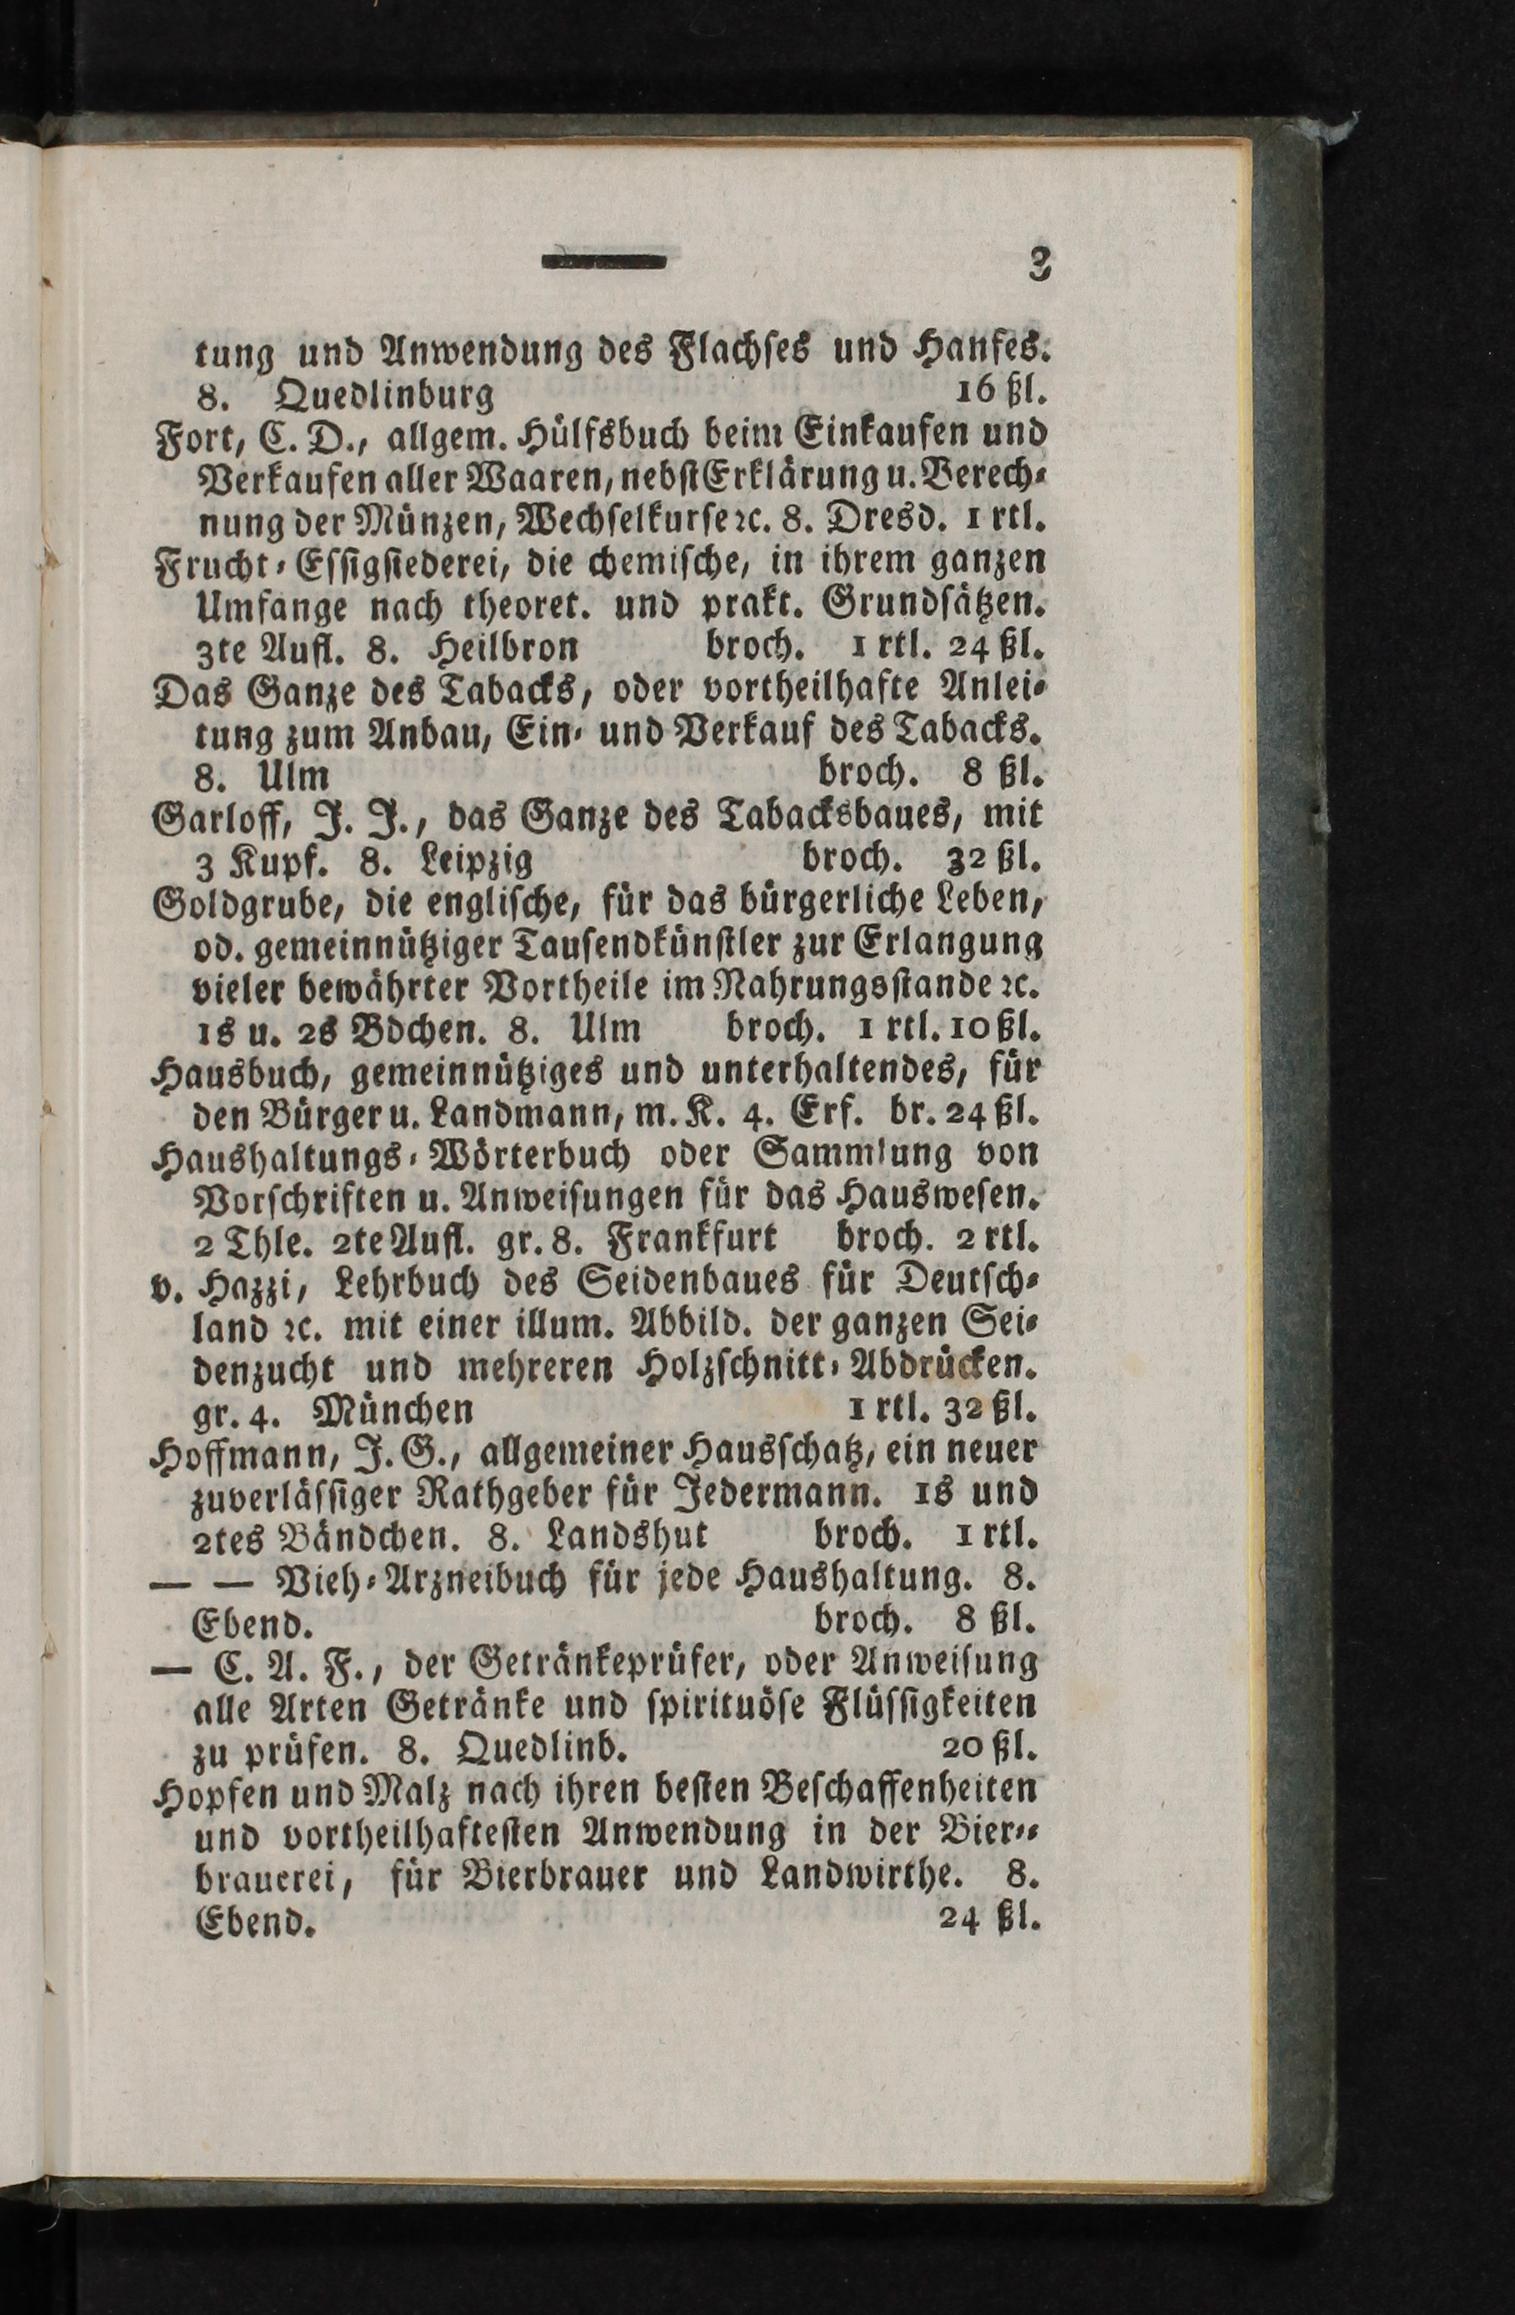 3
tung und Anwendung des Flachſes und Hanfes.
8. Quedlinburg 16 ßl.
Fort, C. D., allgem. Hülfsbuch beim Einkaufen und
Verkaufen aller Waaren, nebſt Erklärung u. Berech-
nung der Münzen, Wechſelkurſe ꝛc. 8. Dresd. 1 rtl.
Frucht-Eſſigſiederei, die chemiſche, in ihrem ganzen
Umfange nach theoret. und prakt. Grundſätzen.
3te Aufl. 8. Heilbron broch. 1 rtl. 24 ßl.
Das Ganze des Tabacks, oder vortheilhafte Anlei-
tung zum Anbau, Ein- und Verkauf des Tabacks.
8. Ulm broch. 8 ßl.
Garloff, J. J., das Ganze des Tabacksbaues, mit
3 Kupf. 8. Leipzig broch. 32 ßl.
Goldgrube, die engliſche, für das bürgerliche Leben,
od. gemeinnütziger Tauſendkünſtler zur Erlangung
vieler bewährter Vortheile im Nahrungsſtande ꝛc.
1s u. 2s Bdchen. 8. Ulm broch. 1 rtl. 10 ßl.
Hausbuch, gemeinnütziges und unterhaltendes, für
den Bürger u. Landmann, m. K. 4. Erf. br. 24 ßl.
Haushaltungs-Wörterbuch oder Sammlung von
Vorſchriften u. Anweiſungen für das Hausweſen.
2 Thle. 2te Aufl. gr. 8. Frankfurt broch. 2 rtl.
v. Hazzi, Lehrbuch des Seidenbaues für Deutſch-
land ꝛc. mit einer illum. Abbild. der ganzen Sei-
denzucht und mehreren Holzſchnitt-Abdrücken.
gr. 4. München 1 rtl. 32 ßl.
Hoffmann, J. G., allgemeiner Hausſchatz, ein neuer
zuverläſſiger Rathgeber für Jedermann. 1s und
2tes Bändchen. 8. Landshut broch. 1 rtl.
— — Vieh-Arzneibuch für jede Haushaltung. 8.
Ebend. broch. 8 ßl.
— C. A. F., der Getränkeprüfer, oder Anweiſung
alle Arten Getränke und ſpirituöſe Flüſſigkeiten
zu prüfen. 8. Quedlinb. 20 ßl.
Hopfen und Malz nach ihren beſten Beſchaffenheiten
und vortheilhafteſten Anwendung in der Bier-
brauerei, für Bierbrauer und Landwirthe. 8.
Ebend. 24 ßl.